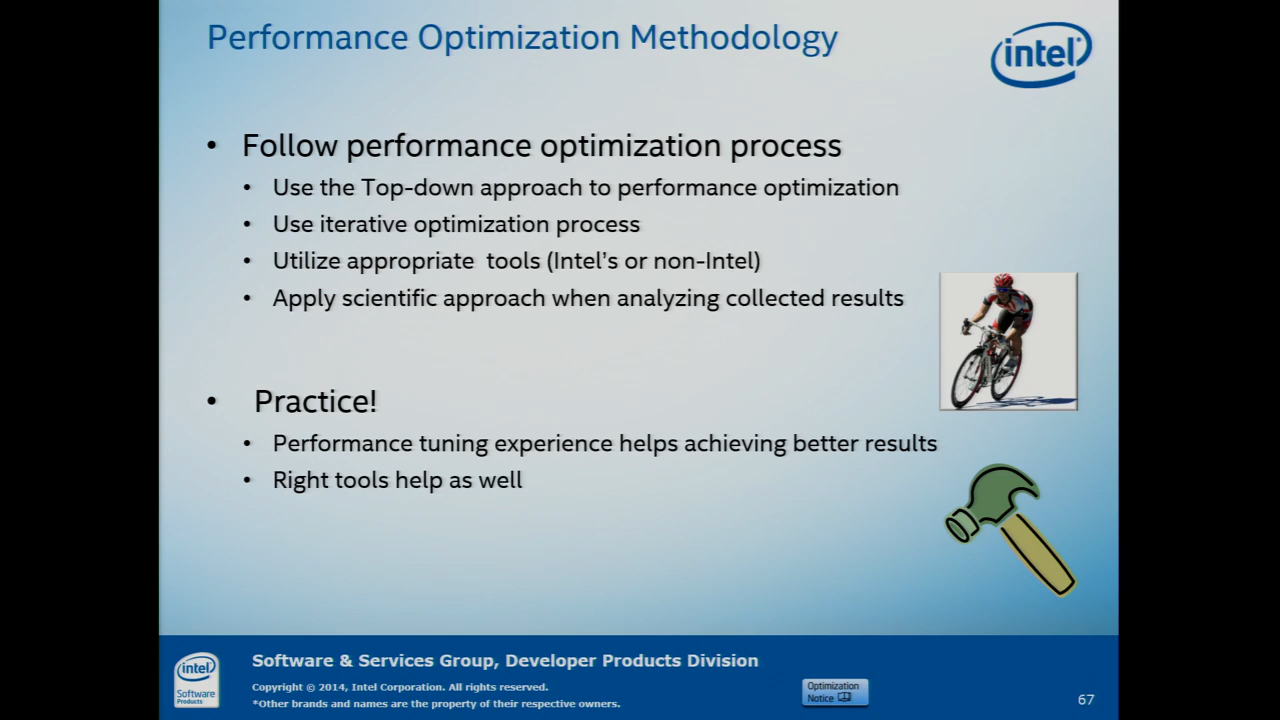 Performance Optimization Methodology
intel
• Follow performance optimization process
• Use the Top-down approach to performance optimization
• Use iterative optimization process
• Utilize appropriate tools (Intel's or non-Intel)
• Apply scientific approach when analyzing collected results
• Practice!
• Performance tuning experience helps achieving better results
• Right tools help as well
intel
Software
Products
Software & Services Group, Developer Products Division
Copyright © 2014, Intel Corporation. All rights reserved.
*Other brands and names are the property of their respective owners.
Optimization
Notice
67